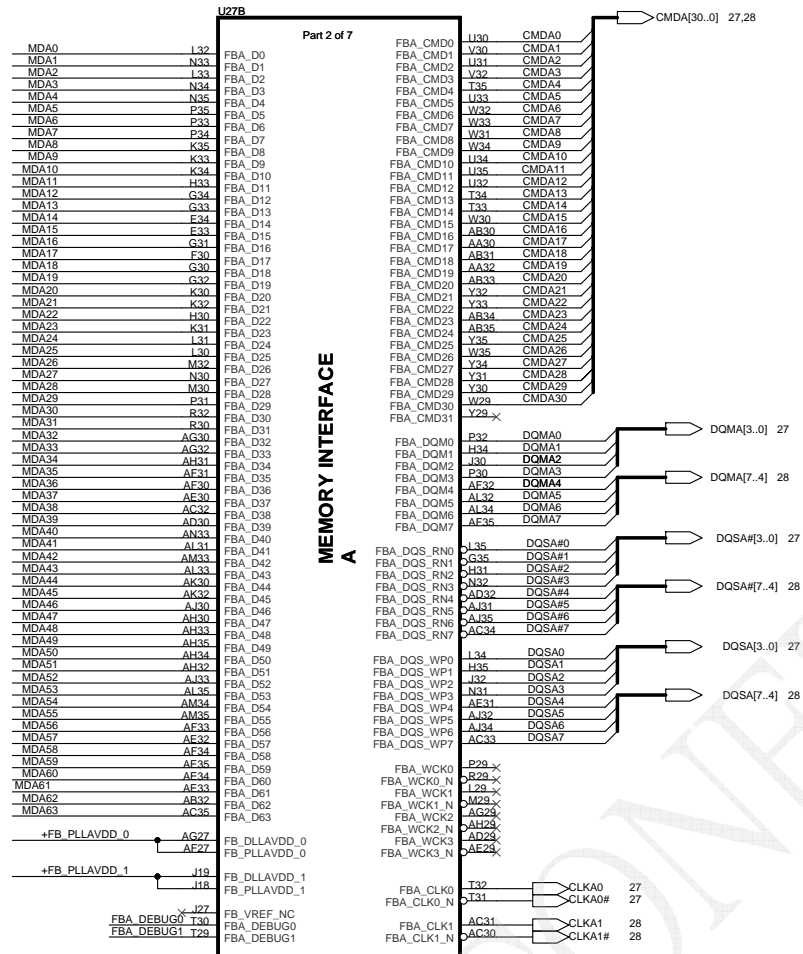 U27B
Part 2 of 7
MDA0 L32 FBA_D0
MDA1 N33 FBA_D1
MDA2 L33 FBA_D2
MDA3 N34 FBA_D3
MDA4 N35 FBA_D4
MDA5 P35 FBA_D5
MDA6 P33 FBA_D6
MDA7 P34 FBA_D7
MDA8 K35 FBA_D8
MDA9 K33 FBA_D9
MDA10 K34 FBA_D10
MDA11 H33 FBA_D11
MDA12 G34 FBA_D12
MDA13 G33 FBA_D13
MDA14 E34 FBA_D14
MDA15 E33 FBA_D15
MDA16 G31 FBA_D16
MDA17 F30 FBA_D17
MDA18 G30 FBA_D18
MDA19 G32 FBA_D19
MDA20 K30 FBA_D20
MDA21 K32 FBA_D21
MDA22 H30 FBA_D22
MDA23 K31 FBA_D23
MDA24 L31 FBA_D24
MDA25 L30 FBA_D25
MDA26 M32 FBA_D26
MDA27 N30 FBA_D27
MDA28 M30 FBA_D28
MDA29 P31 FBA_D29
MDA30 R32 FBA_D30
MDA31 R30 FBA_D31
MDA32 AG30 FBA_D32
MDA33 AG32 FBA_D33
MDA34 AH31 FBA_D34
MDA35 AF31 FBA_D35
MDA36 AF30 FBA_D36
MDA37 AE30 FBA_D37
MDA38 AC32 FBA_D38
MDA39 AD30 FBA_D39
MDA40 AN33 FBA_D40
MDA41 AL31 FBA_D41
MDA42 AM33 FBA_D42
MDA43 AL33 FBA_D43
MDA44 AK30 FBA_D44
MDA45 AK32 FBA_D45
MDA46 AJ30 FBA_D46
MDA47 AH30 FBA_D47
MDA48 AH33 FBA_D48
MDA49 AH35 FBA_D49
MDA50 AH34 FBA_D50
MDA51 AH32 FBA_D51
MDA52 AJ33 FBA_D52
MDA53 AL35 FBA_D53
MDA54 AM34 FBA_D54
MDA55 AM35 FBA_D55
MDA56 AF33 FBA_D56
MDA57 AE32 FBA_D57
MDA58 AF34 FBA_D58
MDA59 AE35 FBA_D59
MDA60 AE34 FBA_D60
MDA61 AE33 FBA_D61
MDA62 AB32 FBA_D62
MDA63 AC35 FBA_D63
+FB_PLLAVDD_0 AG27 FB_DLLAVDD_0
AF27 FB_PLLAVDD_0
+FB_PLLAVDD_1 J19 FB_DLLAVDD_1
J18 FB_PLLAVDD_1
J27 FB_VREF_NC
FBA_DEBUG0 T30 FBA_DEBUG0
FBA_DEBUG1 T29 FBA_DEBUG1
MEMORY INTERFACE
A
FBA_CMD0 U30 CMDA0
FBA_CMD1 V30 CMDA1
FBA_CMD2 U31 CMDA2
FBA_CMD3 V32 CMDA3
FBA_CMD4 T35 CMDA4
FBA_CMD5 U33 CMDA5
FBA_CMD6 W32 CMDA6
FBA_CMD7 W33 CMDA7
FBA_CMD8 W31 CMDA8
FBA_CMD9 W34 CMDA9
FBA_CMD10 U34 CMDA10
FBA_CMD11 U35 CMDA11
FBA_CMD12 U32 CMDA12
FBA_CMD13 T34 CMDA13
FBA_CMD14 T33 CMDA14
FBA_CMD15 W30 CMDA15
FBA_CMD16 AB30 CMDA16
FBA_CMD17 AA30 CMDA17
FBA_CMD18 AB31 CMDA18
FBA_CMD19 AA32 CMDA19
FBA_CMD20 AB33 CMDA20
FBA_CMD21 Y32 CMDA21
FBA_CMD22 Y33 CMDA22
FBA_CMD23 AB34 CMDA23
FBA_CMD24 AB35 CMDA24
FBA_CMD25 Y35 CMDA25
FBA_CMD26 W35 CMDA26
FBA_CMD27 Y34 CMDA27
FBA_CMD28 Y31 CMDA28
FBA_CMD29 Y30 CMDA29
FBA_CMD30 W29 CMDA30
FBA_CMD31 Y29
CMDA[30..0] 27,28
FBA_DQM0 P32 DQMA0
FBA_DQM1 H34 DQMA1
FBA_DQM2 J30 DQMA2
FBA_DQM3 P30 DQMA3
FBA_DQM4 AF32 DQMA4
FBA_DQM5 AL32 DQMA5
FBA_DQM6 AL34 DQMA6
FBA_DQM7 AF35 DQMA7
DQMA[3..0] 27
DQMA[7..4] 28
FBA_DQS_RN0 L35 DQSA#0
FBA_DQS_RN1 G35 DQSA#1
FBA_DQS_RN2 H31 DQSA#2
FBA_DQS_RN3 N32 DQSA#3
FBA_DQS_RN4 AD32 DQSA#4
FBA_DQS_RN5 AJ31 DQSA#5
FBA_DQS_RN6 AJ35 DQSA#6
FBA_DQS_RN7 AC34 DQSA#7
DQSA#[3..0] 27
DQSA#[7..4] 28
FBA_DQS_WP0 L34 DQSA0
FBA_DQS_WP1 H35 DQSA1
FBA_DQS_WP2 J32 DQSA2
FBA_DQS_WP3 N31 DQSA3
FBA_DQS_WP4 AE31 DQSA4
FBA_DQS_WP5 AJ32 DQSA5
FBA_DQS_WP6 AJ34 DQSA6
FBA_DQS_WP7 AC33 DQSA7
DQSA[3..0] 27
DQSA[7..4] 28
FBA_WCK0 P29
FBA_WCK0_N R29
FBA_WCK1 L29
FBA_WCK1_N M29
FBA_WCK2 AG29
FBA_WCK2_N AH29
FBA_WCK3 AD29
FBA_WCK3_N AE29
FBA_CLK0 T32 CLKA0 27
FBA_CLK0_N T31 CLKA0# 27
FBA_CLK1 AC31 CLKA1 28
FBA_CLK1_N AC30 CLKA1# 28